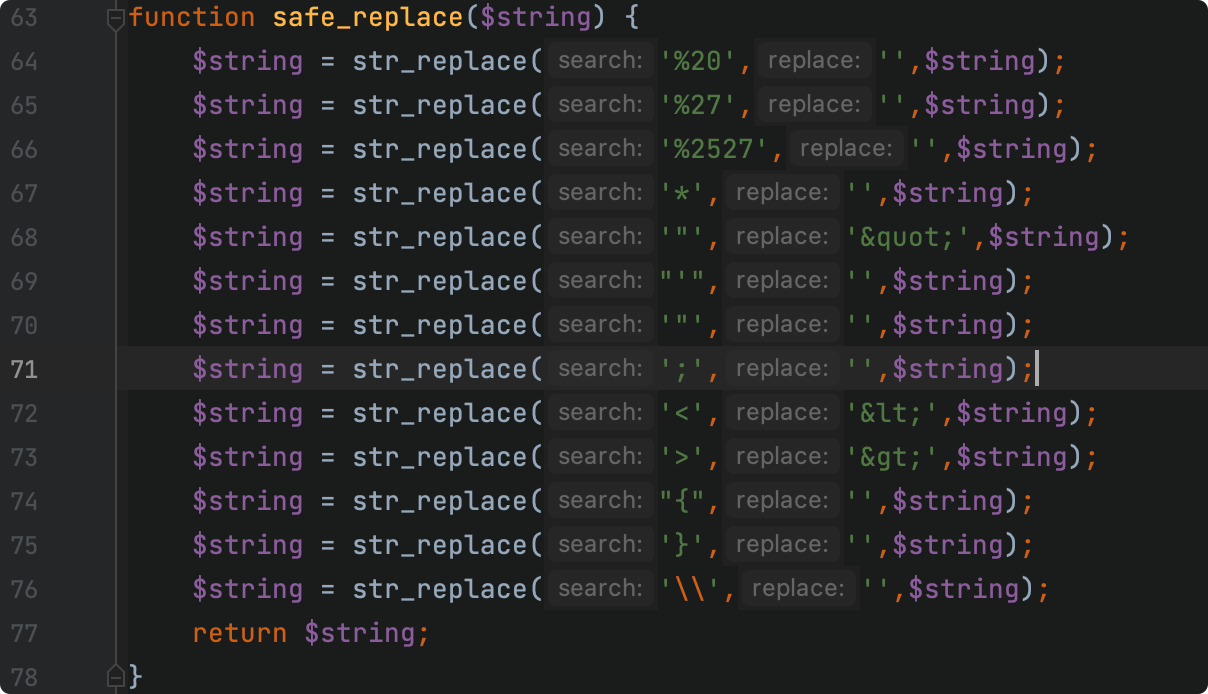 63 function safe_replace($string) {
64 $string = str_replace( search: '%20', replace: '',$string);
65 $string = str_replace( search: '%27', replace: '',$string);
66 $string = str_replace( search: '%2527', replace: '',$string);
67 $string = str_replace( search: '*', replace: '',$string);
68 $string = str_replace( search: '"', replace: '&quot;',$string);
69 $string = str_replace( search: "'", replace: '',$string);
70 $string = str_replace( search: '"', replace: '',$string);
71 $string = str_replace( search: ';', replace: '',$string);
72 $string = str_replace( search: '<', replace: '&lt;',$string);
73 $string = str_replace( search: '>', replace: '&gt;',$string);
74 $string = str_replace( search: "{", replace: '',$string);
75 $string = str_replace( search: '}', replace: '',$string);
76 $string = str_replace( search: '\\', replace: '',$string);
77 return $string;
78 }